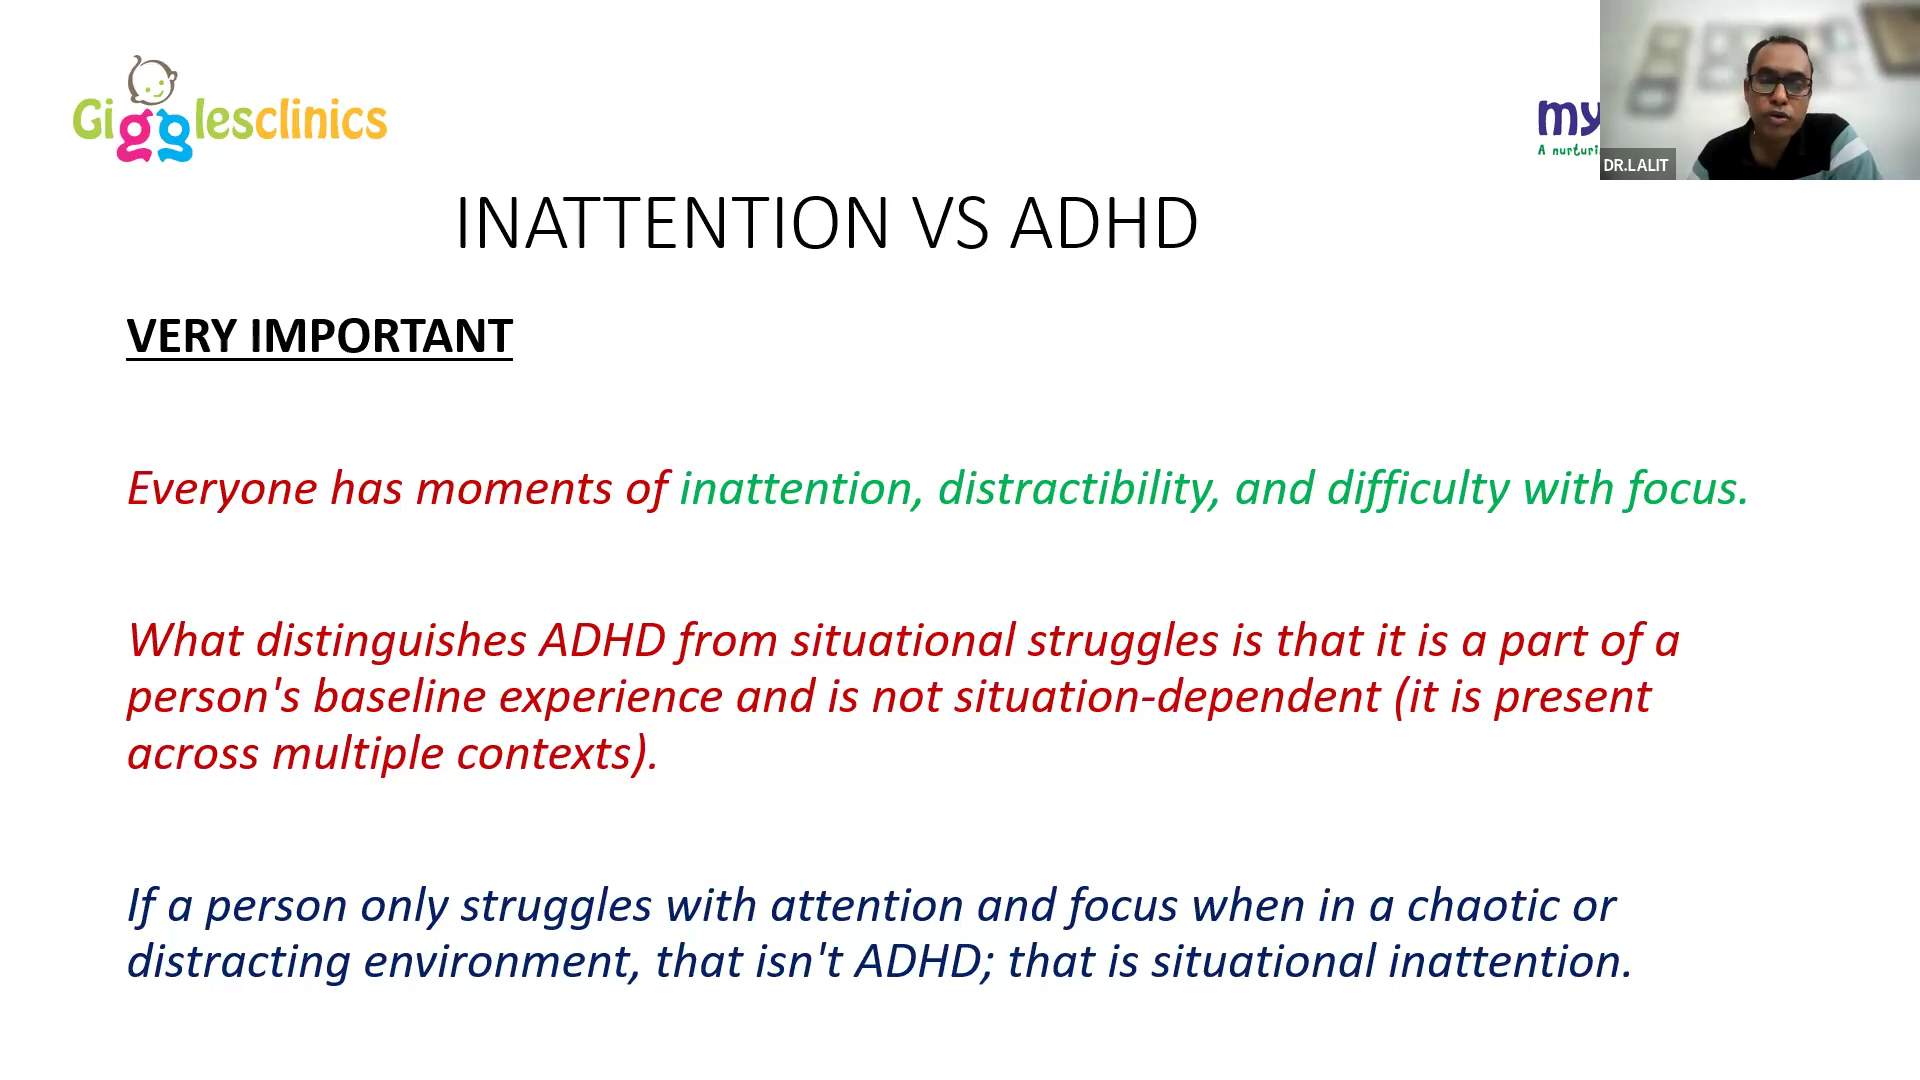 Gigglesclinics
my
A nurturi
DR.LALIT
INATTENTION VS ADHD
VERY IMPORTANT
Everyone has moments of inattention, distractibility, and difficulty with focus.
What distinguishes ADHD from situational struggles is that it is a part of a
person's baseline experience and is not situation-dependent (it is present
across multiple contexts).
If a person only struggles with attention and focus when in a chaotic or
distracting environment, that isn't ADHD; that is situational inattention.